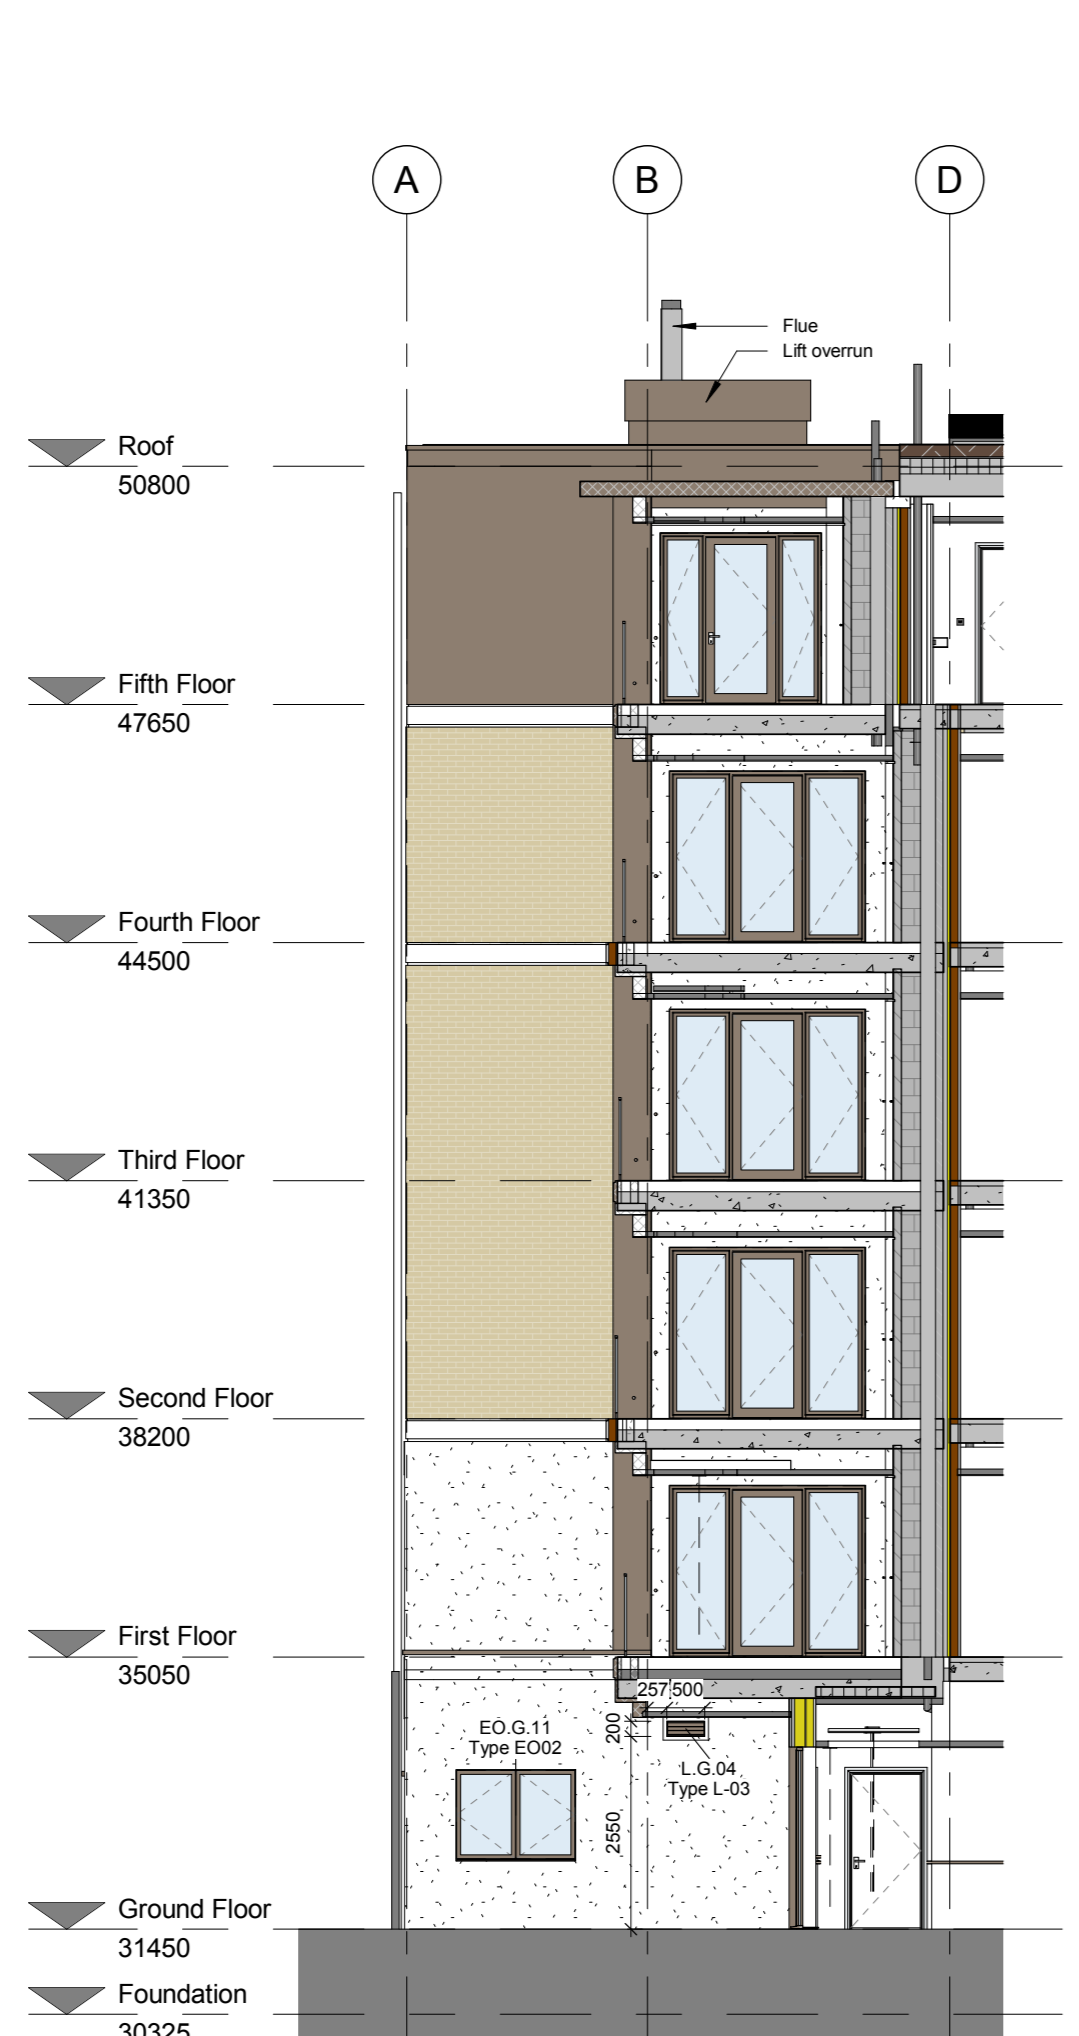 A
B
D
Flue
Lift overrun
Roof
50800
Fifth Floor
47650
Fourth Floor
44500
Third Floor
41350
Second Floor
38200
First Floor
35050
257
500
200
EO.G.11
Type EO02
L.G.04
Type L-03
2550
Ground Floor
31450
Foundation
30325